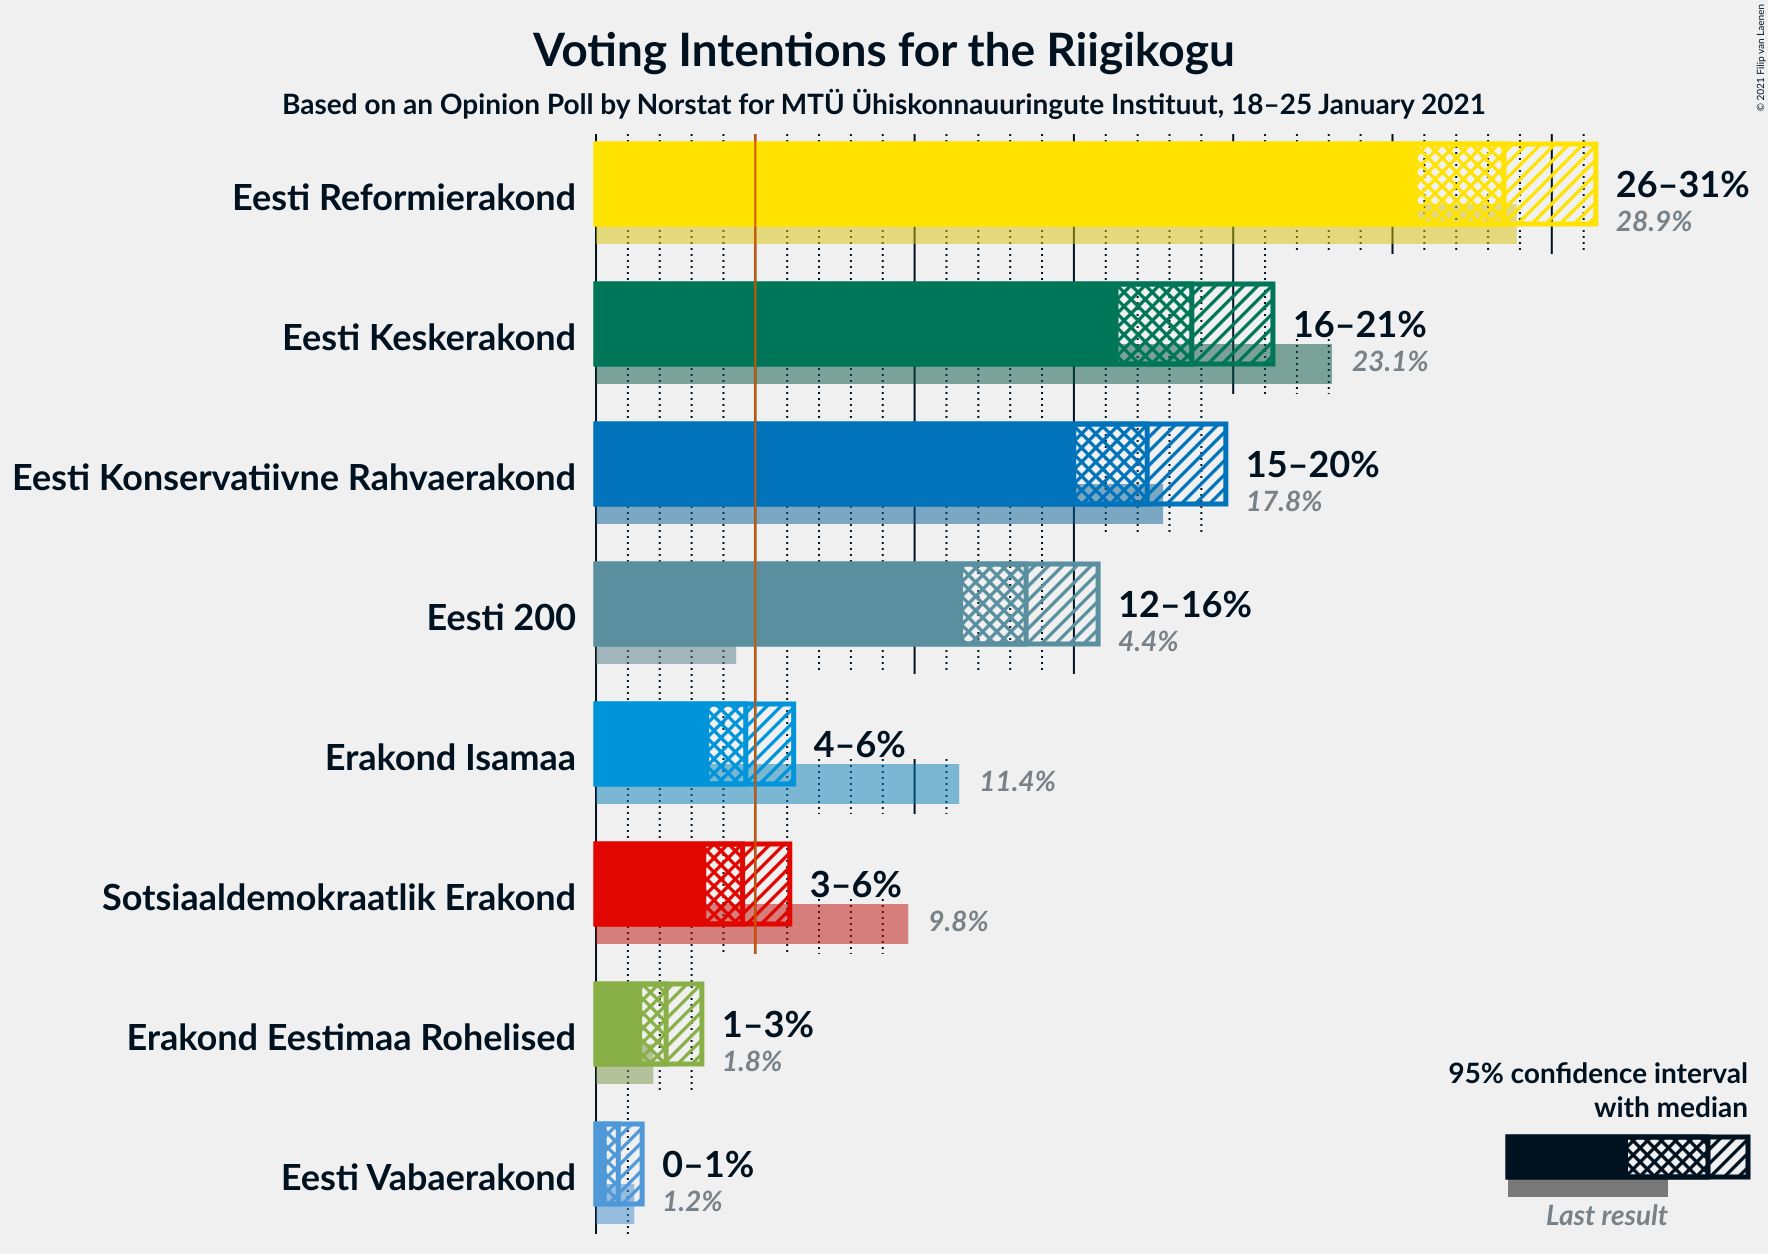 Voting Intentions for the Riigikogu
Based on an Opinion Poll by Norstat for MTÜ Ühiskonnauuringute Instituut, 18–25 January 2021
© 2021 Filip van Laenen
Eesti Reformierakond
26–31%
28.9%
Eesti Keskerakond
16–21%
23.1%
Eesti Konservatiivne Rahvaerakond
15–20%
17.8%
Eesti 200
12–16%
4.4%
Erakond Isamaa
4–6%
11.4%
Sotsiaaldemokraatlik Erakond
3–6%
9.8%
Erakond Eestimaa Rohelised
1–3%
1.8%
Eesti Vabaerakond
0–1%
1.2%
95% confidence interval
with median
Last result